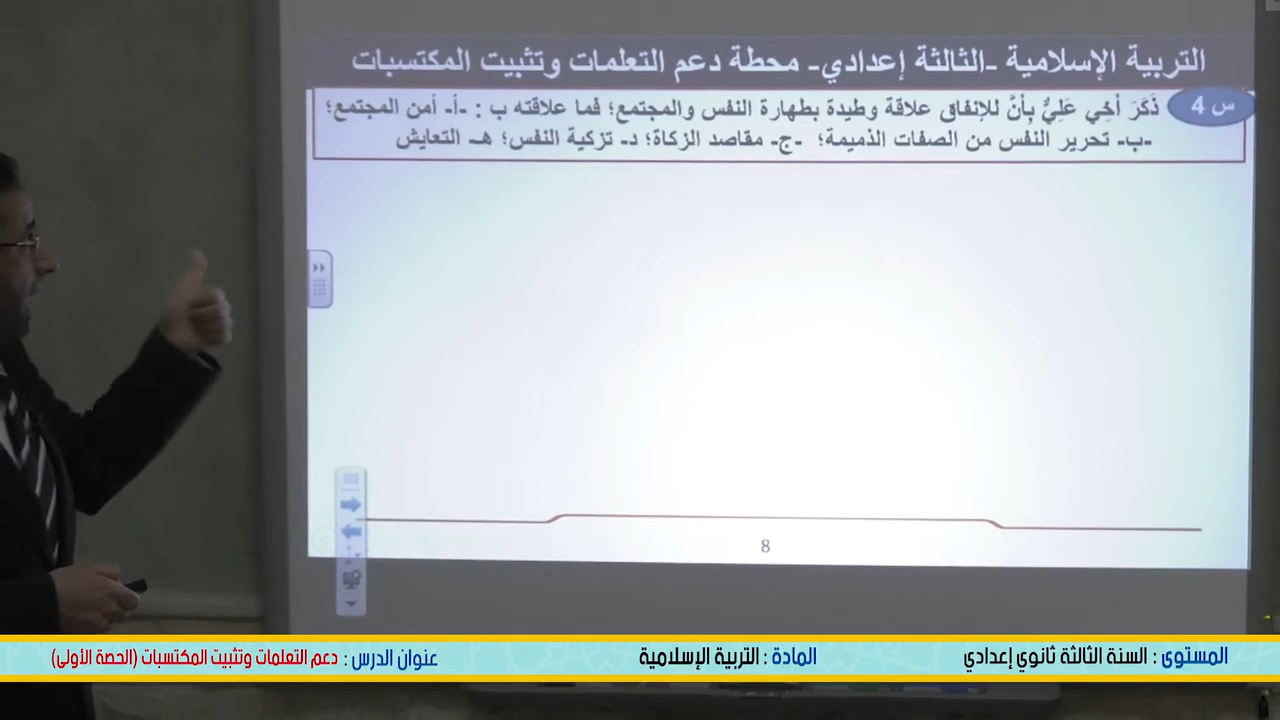 التربية الإسلامية -الثالثة إعدادي- محطة دعم التعلمات وتثبيت المكتسبات
س 4
ذَكَرَ أخِي عَلِيٌّ بِأنَّ للإنفاق علاقة وطيدة بطهارة النفس والمجتمع؛ فما علاقته ب : -أ- أمن المجتمع؛
-ب- تحرير النفس من الصفات الذميمة؛ -ج- مقاصد الزكاة؛ د- تزكية النفس؛ هـ- التعايش
8
المستوى : السنة الثالثة ثانوي إعدادي
المادة : التربية الإسلامية
عنوان الدرس : دعم التعلمات وتثبيت المكتسبات (الحصة الأولى)